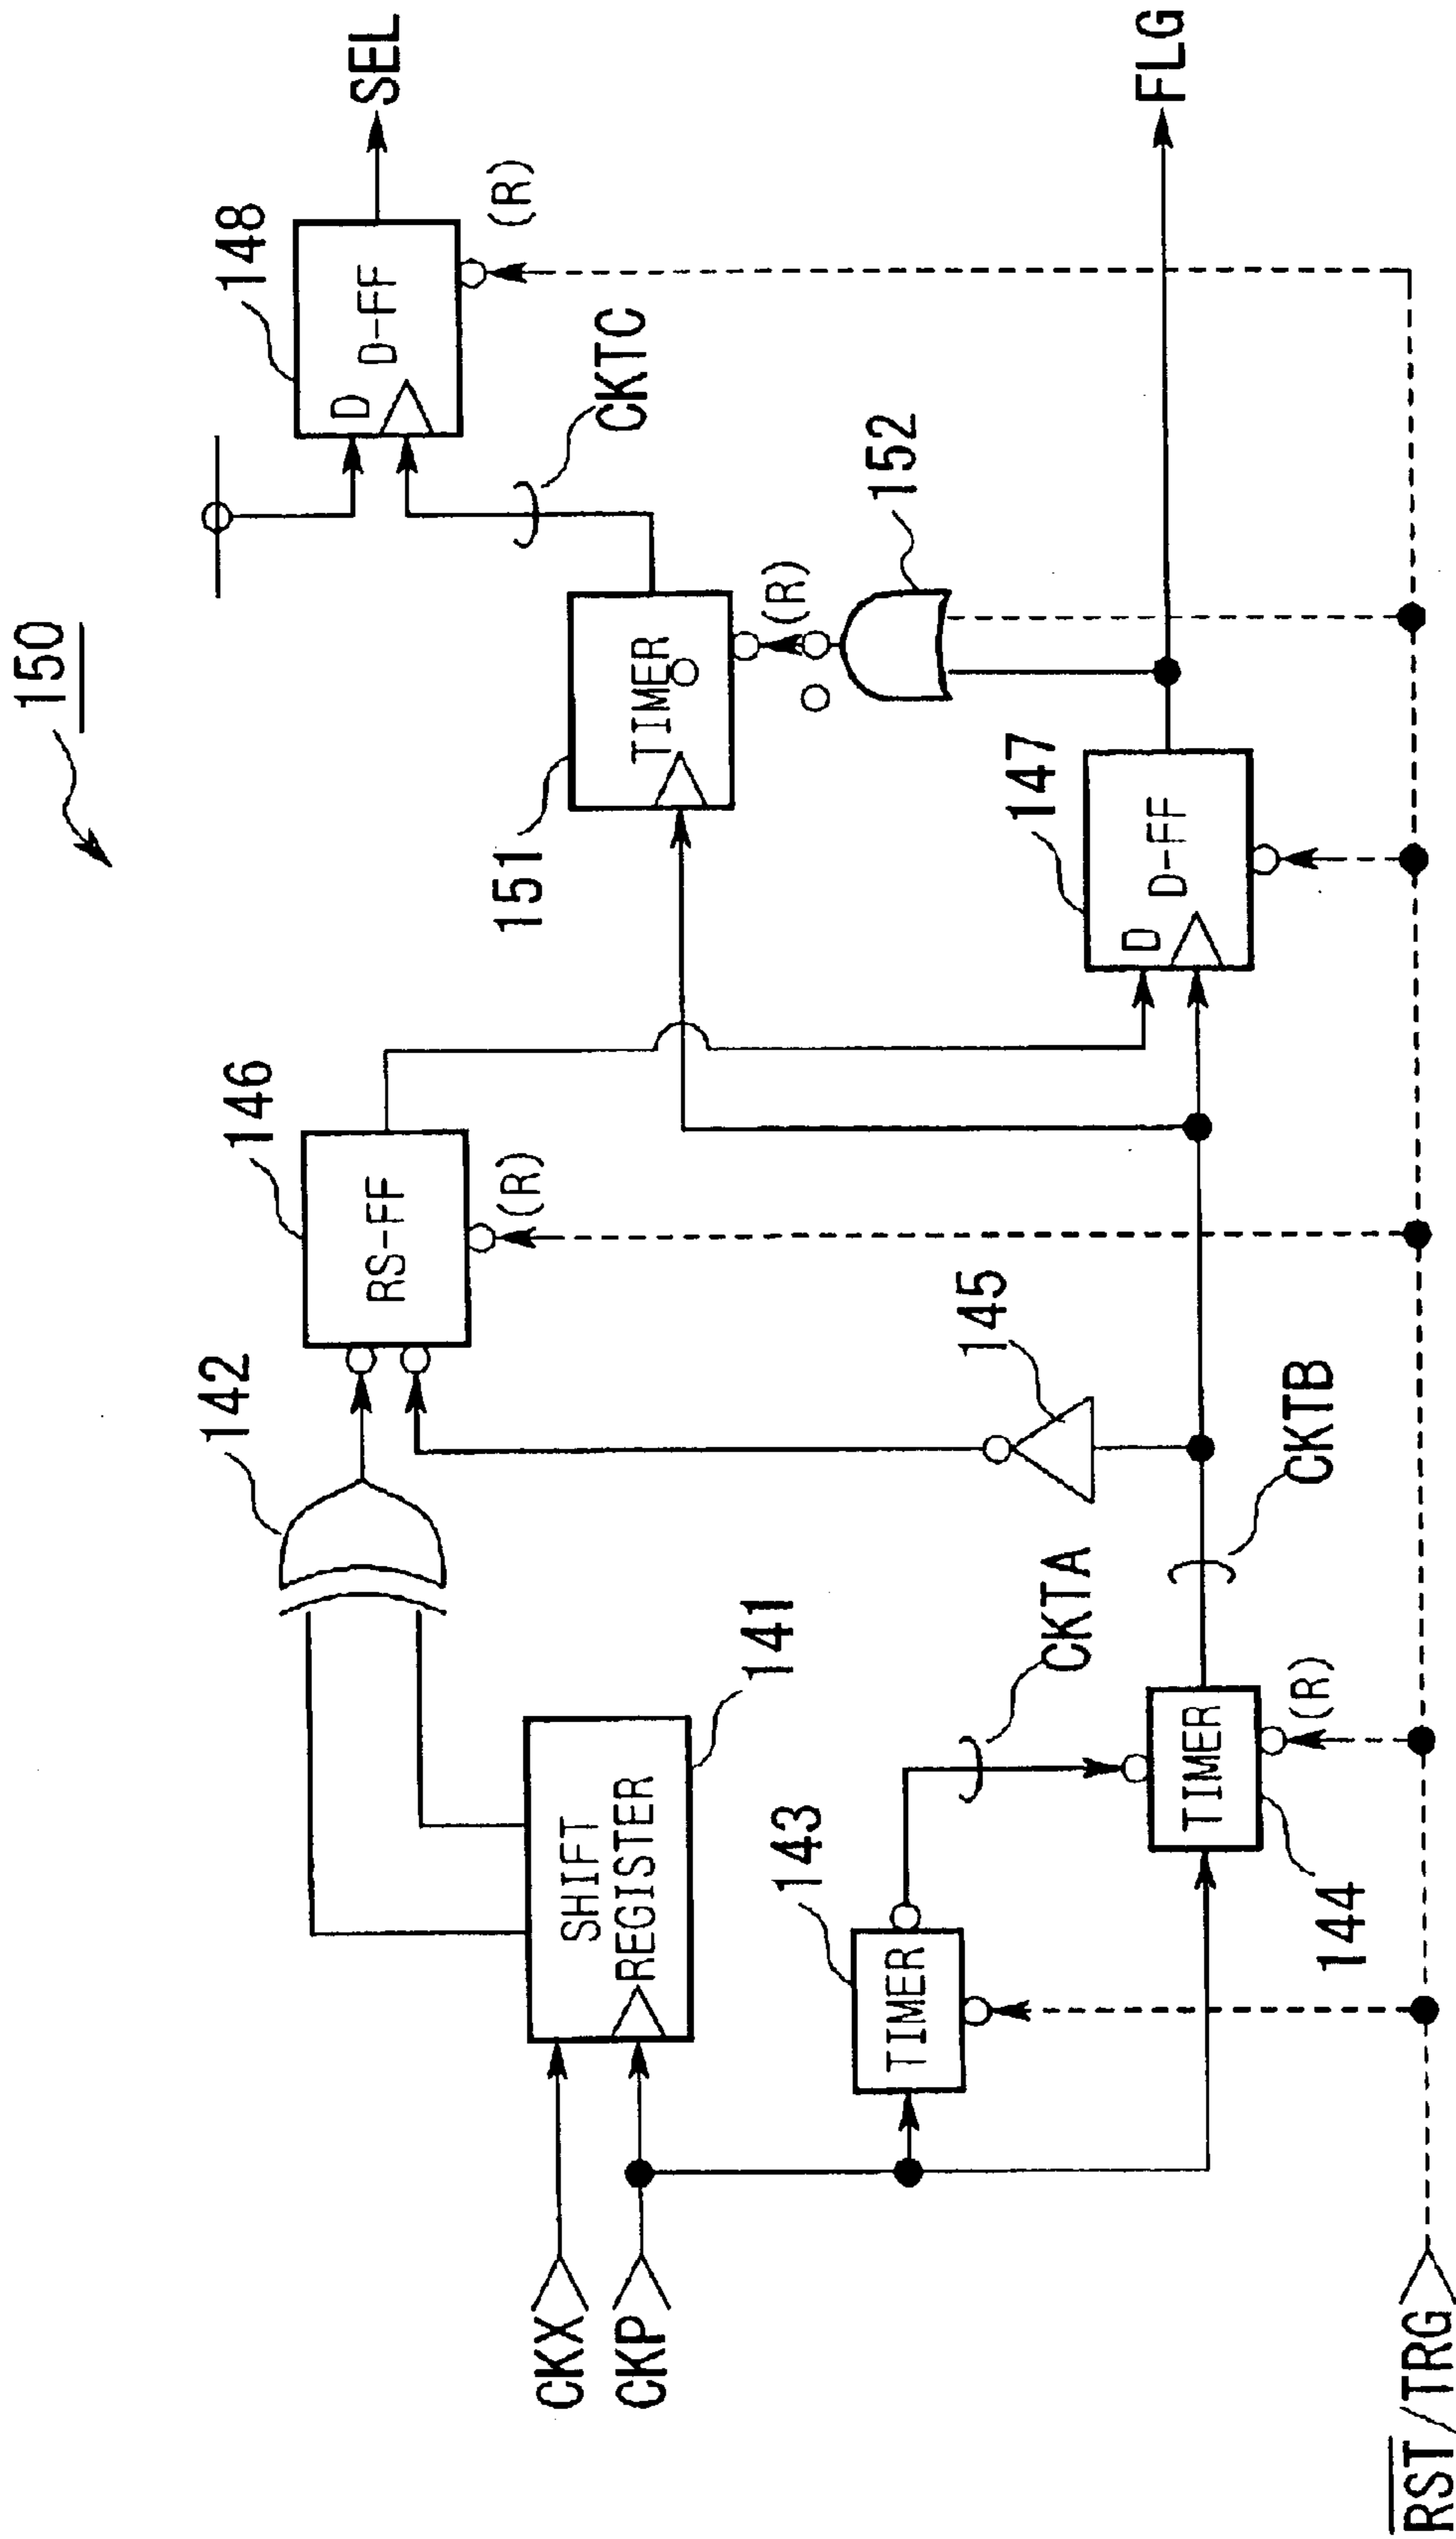 150
148
D
D-FF
SEL
(R)
CKTC
151
TIMER
(R)
152
146
RS-FF
(R)
147
D
D-FF
FLG
142
145
CKTB
SHIFT
REGISTER
141
CKTA
143
TIMER
TIMER
(R)
144
CKX
CKP
RST/TRG